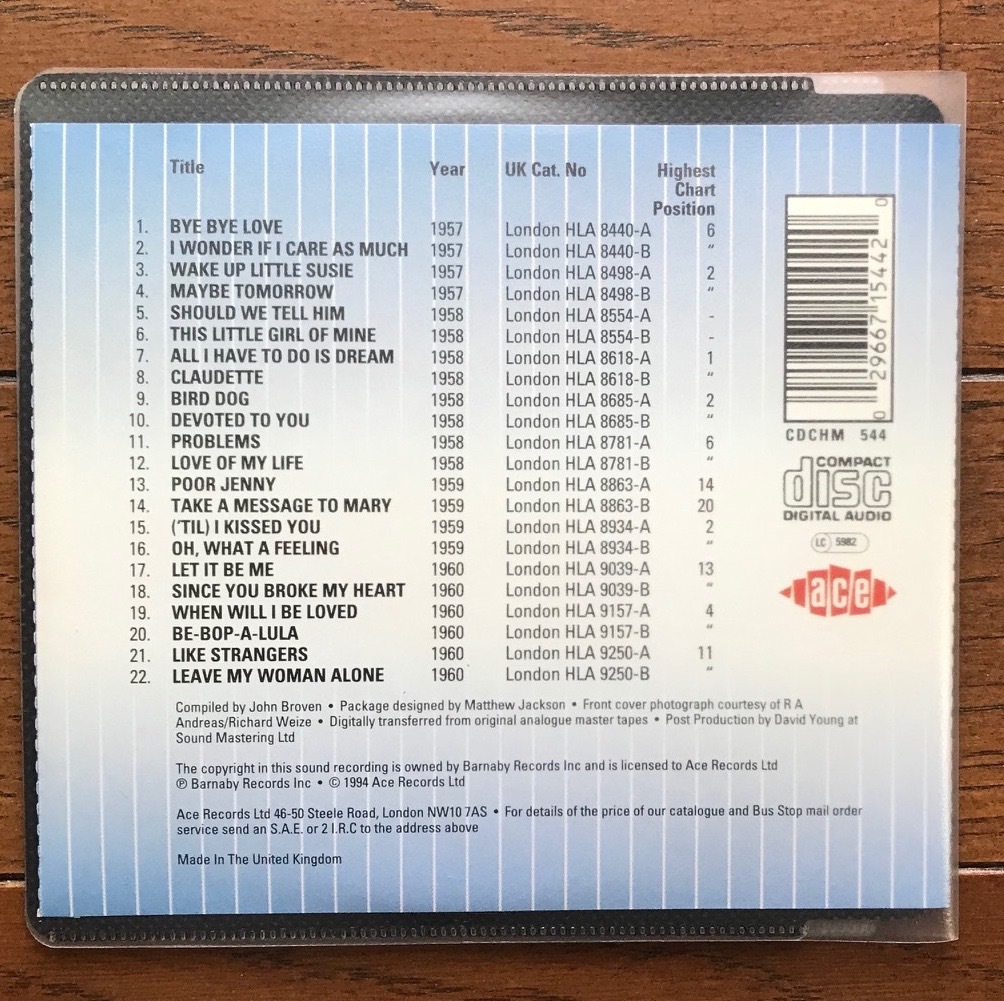 Title Year UK Cat. No Highest
Chart
Position
1. BYE BYE LOVE 1957 London HLA 8440-A 6
2. I WONDER IF I CARE AS MUCH 1957 London HLA 8440-B "
3. WAKE UP LITTLE SUSIE 1957 London HLA 8498-A 2
4. MAYBE TOMORROW 1957 London HLA 8498-B "
5. SHOULD WE TELL HIM 1958 London HLA 8554-A -
6. THIS LITTLE GIRL OF MINE 1958 London HLA 8554-B -
7. ALL I HAVE TO DO IS DREAM 1958 London HLA 8618-A 1
8. CLAUDETTE 1958 London HLA 8618-B "
9. BIRD DOG 1958 London HLA 8685-A 2
10. DEVOTED TO YOU 1958 London HLA 8685-B "
11. PROBLEMS 1958 London HLA 8781-A 6
12. LOVE OF MY LIFE 1958 London HLA 8781-B "
13. POOR JENNY 1959 London HLA 8863-A 14
14. TAKE A MESSAGE TO MARY 1959 London HLA 8863-B 20
15. ('TIL) I KISSED YOU 1959 London HLA 8934-A 2
16. OH, WHAT A FEELING 1959 London HLA 8934-B "
17. LET IT BE ME 1960 London HLA 9039-A 13
18. SINCE YOU BROKE MY HEART 1960 London HLA 9039-B "
19. WHEN WILL I BE LOVED 1960 London HLA 9157-A 4
20. BE-BOP-A-LULA 1960 London HLA 9157-B "
21. LIKE STRANGERS 1960 London HLA 9250-A 11
22. LEAVE MY WOMAN ALONE 1960 London HLA 9250-B "
Compiled by John Broven • Package designed by Matthew Jackson • Front cover photograph courtesy of R A
Andreas/Richard Weize • Digitally transferred from original analogue master tapes • Post Production by David Young at
Sound Mastering Ltd
The copyright in this sound recording is owned by Barnaby Records Inc and is licensed to Ace Records Ltd
℗ Barnaby Records Inc • © 1994 Ace Records Ltd
Ace Records Ltd 46-50 Steele Road, London NW10 7AS • For details of the price of our catalogue and Bus Stop mail order
service send an S.A.E. or 2 I.R.C to the address above
Made In The United Kingdom
0 29667 15442 0
CDCHM 544
COMPACT
disc
DIGITAL AUDIO
LC 5982
ace